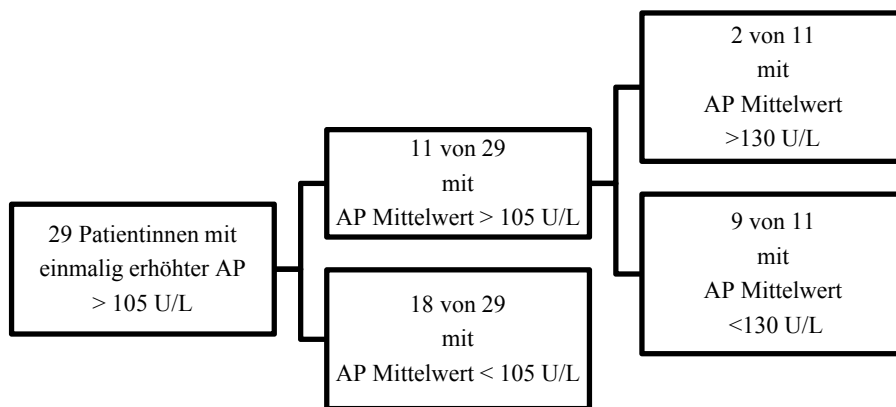 29 Patientinnen mit
einmalig erhöhter AP
> 105 U/L
11 von 29
mit
AP Mittelwert > 105 U/L
18 von 29
mit
AP Mittelwert < 105 U/L
2 von 11
mit
AP Mittelwert
>130 U/L
9 von 11
mit
AP Mittelwert
<130 U/L